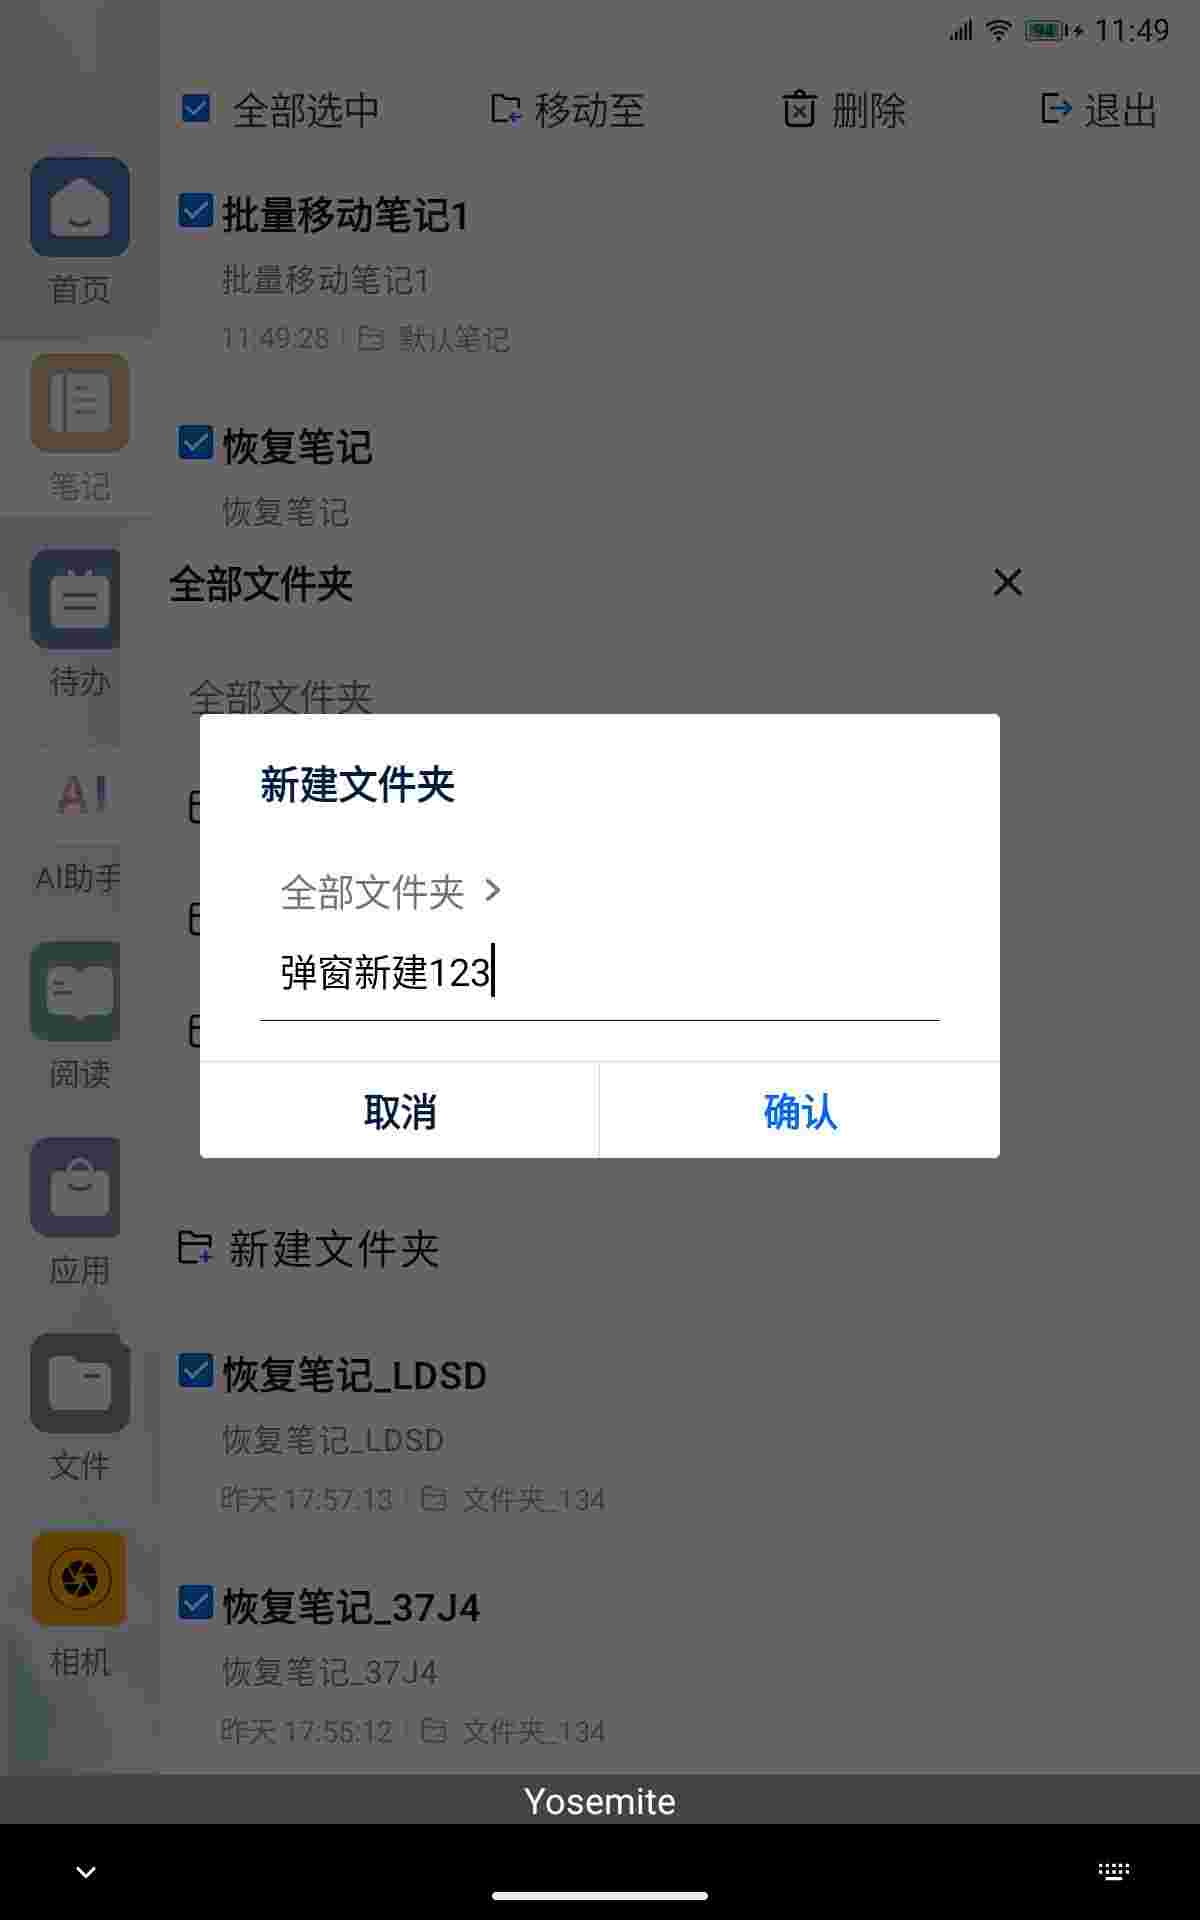 94 11:49
全部选中 移动至 删除 退出
首页
笔记
待办
AI
AI助手
阅读
应用
文件
相机
批量移动笔记1
批量移动笔记1
11:49:28 默认笔记
恢复笔记
恢复笔记
全部文件夹
全部文件夹
新建文件夹
全部文件夹 >
弹窗新建123
取消 确认
新建文件夹
恢复笔记_LDSD
恢复笔记_LDSD
昨天 17:57:13 文件夹_134
恢复笔记_37J4
恢复笔记_37J4
昨天 17:55:12 文件夹_134
Yosemite